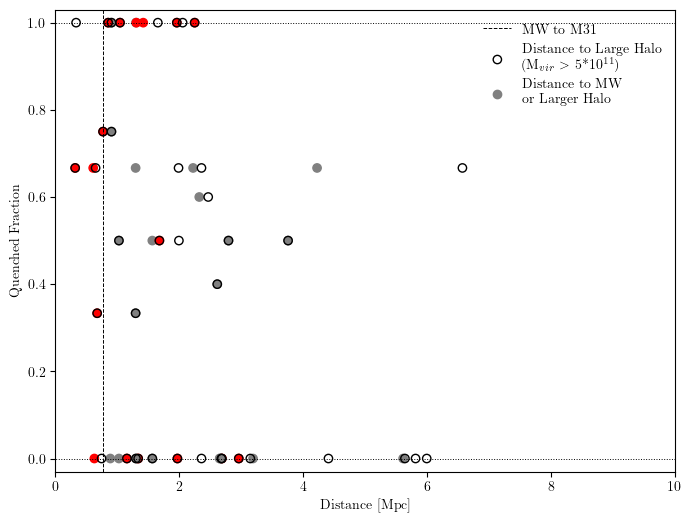 1.0
0.8
0.6
0.4
0.2
0.0
Quenched Fraction
0
2
4
6
8
10
Distance [Mpc]
MW to M31
Distance to Large Halo
(M_vir > 5*10^11)
Distance to MW
or Larger Halo